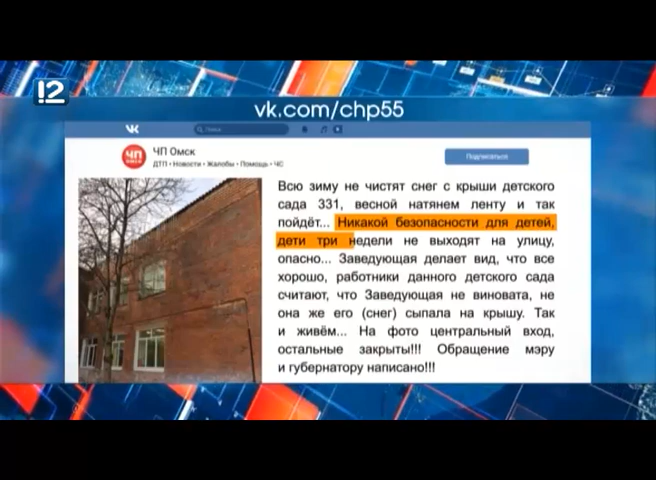 12
vk.com/chp55
Поиск
ЧП Омск
ДТП • Новости • Жалобы • Помощь • ЧС
Подписаться
ЧП
ОМСК
Всю зиму не чистят снег с крыши детского
сада 331, весной натянем ленту и так
пойдёт... Никакой безопасности для детей,
дети три недели не выходят на улицу,
опасно... Заведующая делает вид, что все
хорошо, работники данного детского сада
считают, что Заведующая не виновата, не
она же его (снег) сыпала на крышу. Так
и живём... На фото центральный вход,
остальные закрыты!!! Обращение мэру
и губернатору написано!!!